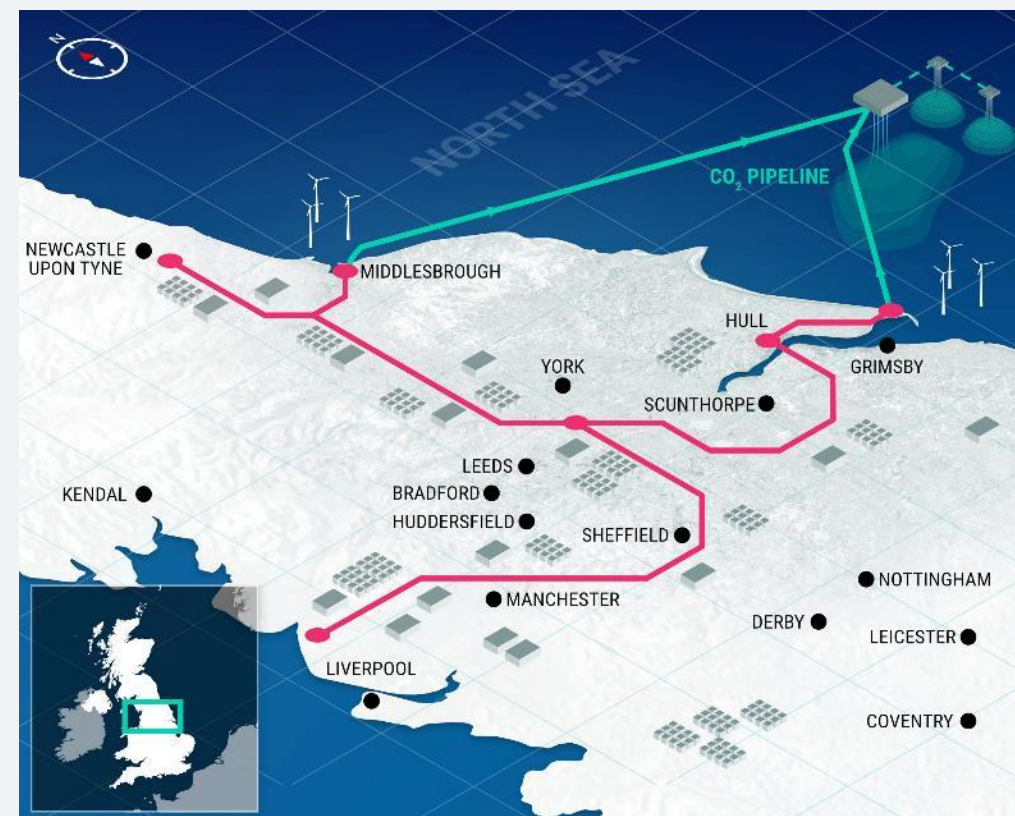 N
NORTH SEA
CO₂ PIPELINE
NEWCASTLE
UPON TYNE
MIDDLESBROUGH
HULL
GRIMSBY
YORK
SCUNTHORPE
LEEDS
KENDAL
BRADFORD
HUDDERSFIELD
SHEFFIELD
NOTTINGHAM
MANCHESTER
DERBY
LEICESTER
LIVERPOOL
COVENTRY